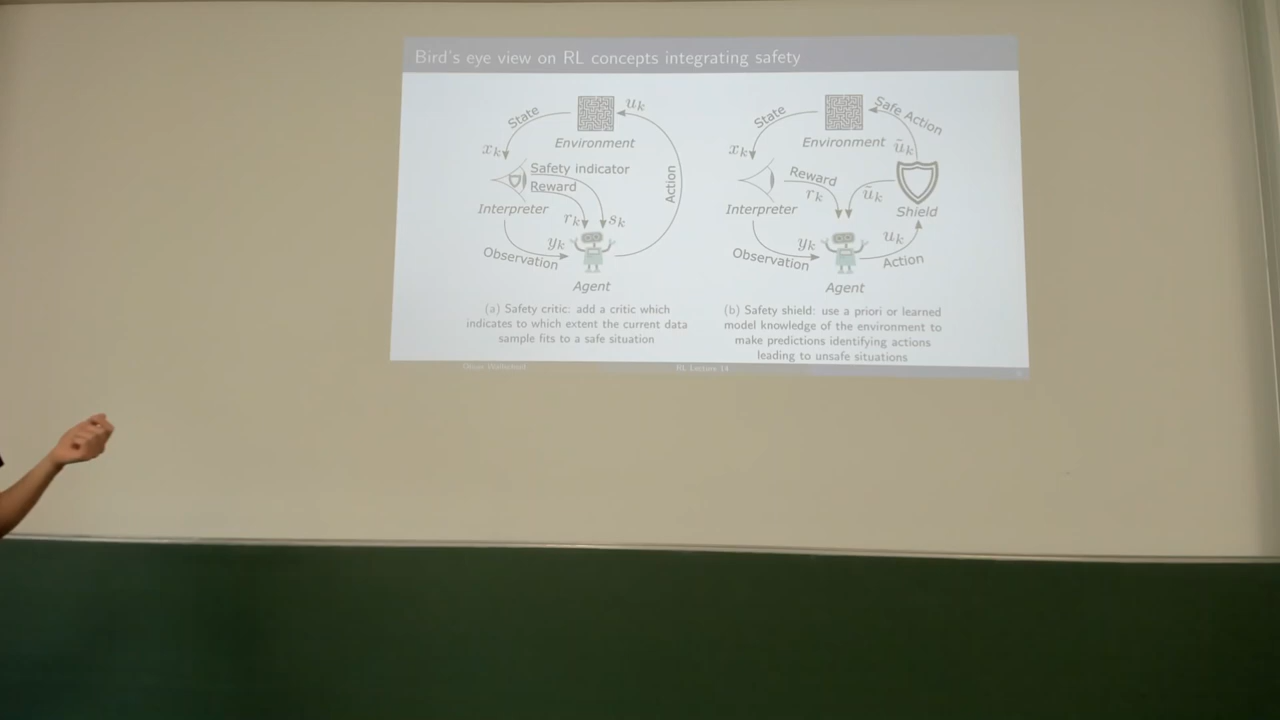 Bird's eye view on RL concepts integrating safety
State
u_k
Environment
x_k
Safety indicator
Reward
Action
Interpreter
r_k
s_k
y_k
Observation
Agent
(a) Safety critic: add a critic which
indicates to which extent the current data
sample fits to a safe situation
State
Safe Action
Environment
ū_k
x_k
Reward
r_k
ū_k
Interpreter
Shield
y_k
u_k
Observation
Action
Agent
(b) Safety shield: use a priori or learned
model knowledge of the environment to
make predictions identifying actions
leading to unsafe situations
RL Lecture 14